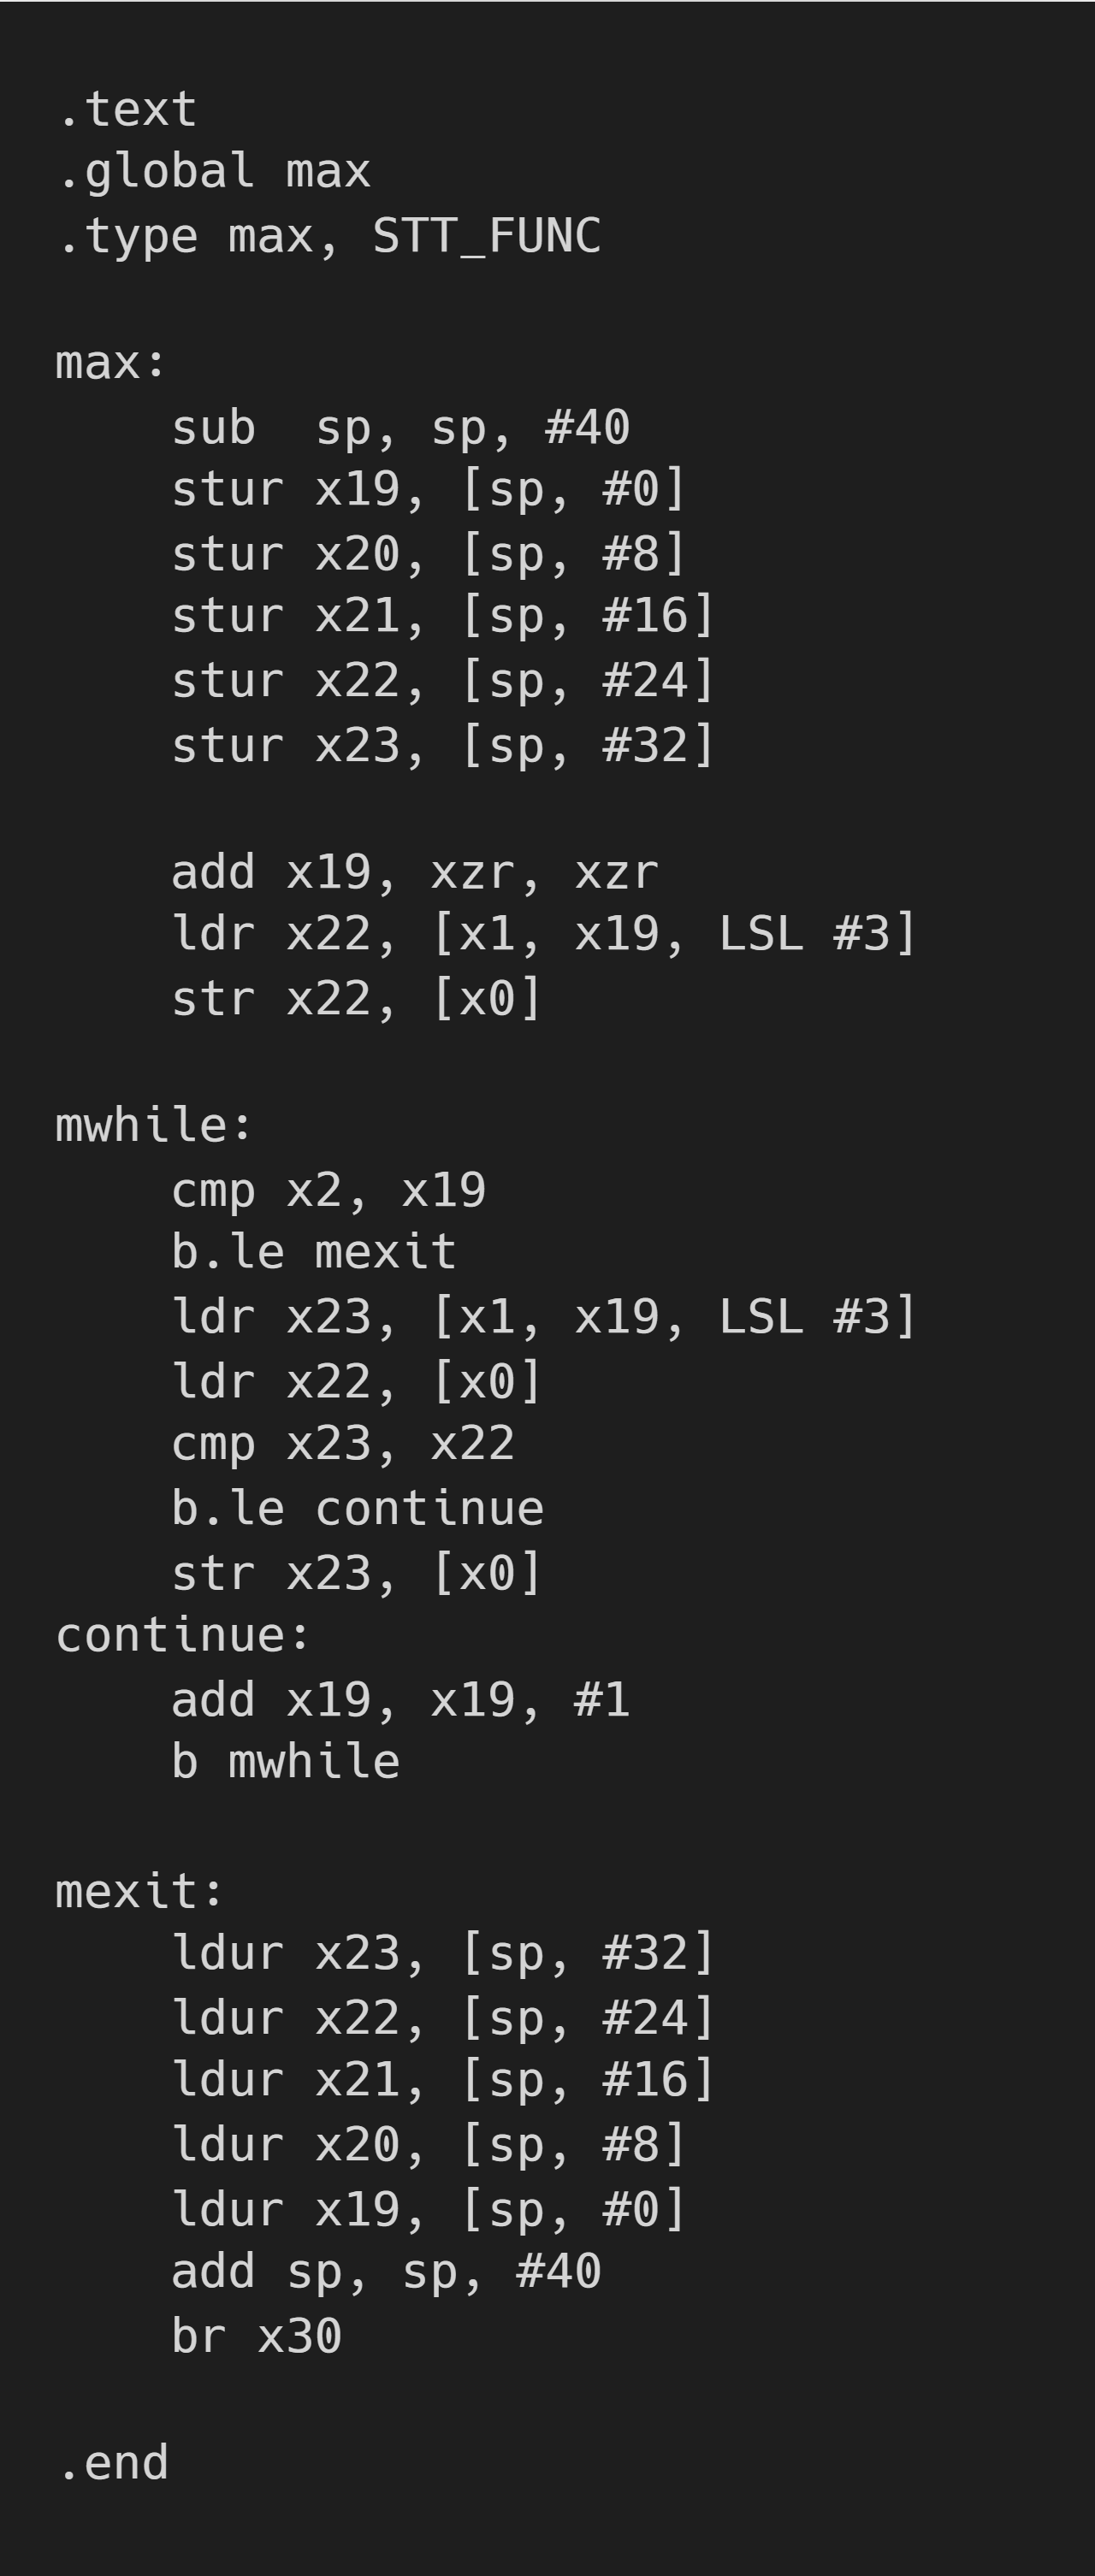 .text
.global max
.type max, STT_FUNC

max:
    sub  sp, sp, #40
    stur x19, [sp, #0]
    stur x20, [sp, #8]
    stur x21, [sp, #16]
    stur x22, [sp, #24]
    stur x23, [sp, #32]

    add x19, xzr, xzr
    ldr x22, [x1, x19, LSL #3]
    str x22, [x0]

mwhile:
    cmp x2, x19
    b.le mexit
    ldr x23, [x1, x19, LSL #3]
    ldr x22, [x0]
    cmp x23, x22
    b.le continue
    str x23, [x0]
continue:
    add x19, x19, #1
    b mwhile

mexit:
    ldur x23, [sp, #32]
    ldur x22, [sp, #24]
    ldur x21, [sp, #16]
    ldur x20, [sp, #8]
    ldur x19, [sp, #0]
    add sp, sp, #40
    br x30

.end